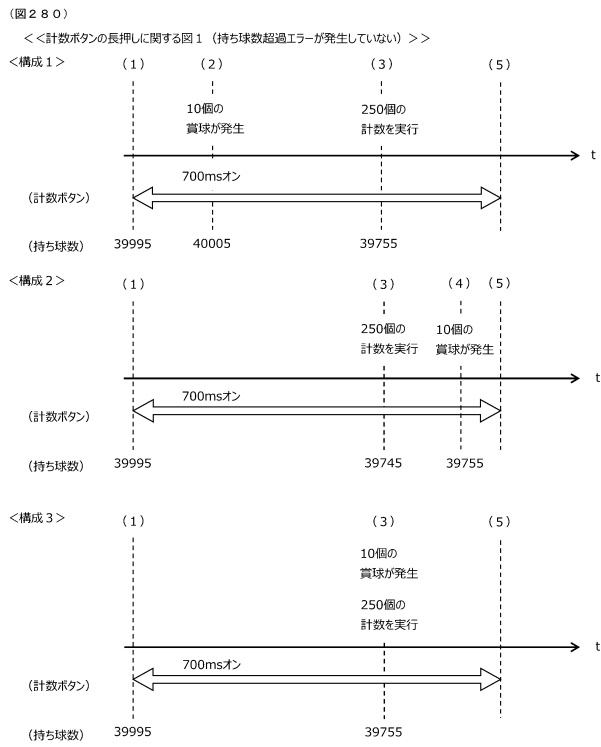 （図２８０）
＜＜計数ボタンの長押しに関する図１（持ち球数超過エラーが発生していない）＞＞
＜構成１＞ （１） （２） （３） （５）
10個の 250個の
賞球が発生 計数を実行
t
700msオン
（計数ボタン）
（持ち球数） 39995 40005 39755
＜構成２＞ （１） （３） （４） （５）
250個の 10個の
計数を実行 賞球が発生
t
700msオン
（計数ボタン）
（持ち球数） 39995 39745 39755
＜構成３＞ （１） （３） （５）
10個の
賞球が発生
250個の
計数を実行
t
700msオン
（計数ボタン）
（持ち球数） 39995 39755